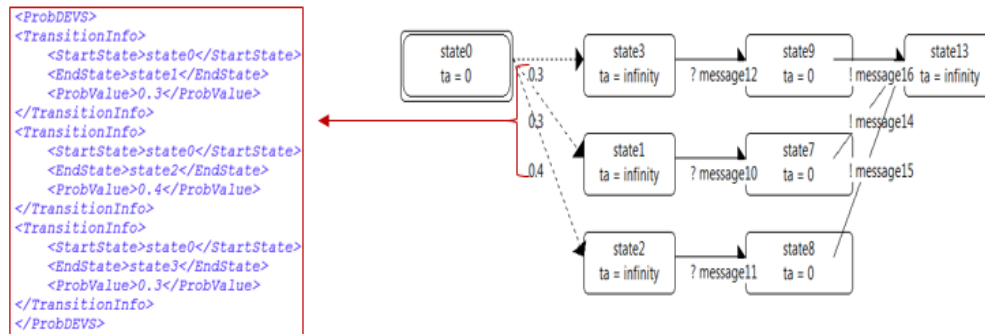 <ProbDEVS>
<TransitionInfo>
<StartState>state0</StartState>
<EndState>state1</EndState>
<ProbValue>0.3</ProbValue>
</TransitionInfo>
<TransitionInfo>
<StartState>state0</StartState>
<EndState>state2</EndState>
<ProbValue>0.4</ProbValue>
</TransitionInfo>
<TransitionInfo>
<StartState>state0</StartState>
<EndState>state3</EndState>
<ProbValue>0.3</ProbValue>
</TransitionInfo>
</ProbDEVS>
state0
ta = 0
0.3
0.3
0.4
state3
ta = infinity
? message12
state9
ta = 0
! message16
state13
ta = infinity
state1
ta = infinity
? message10
state7
ta = 0
! message14
state2
ta = infinity
? message11
state8
ta = 0
! message15